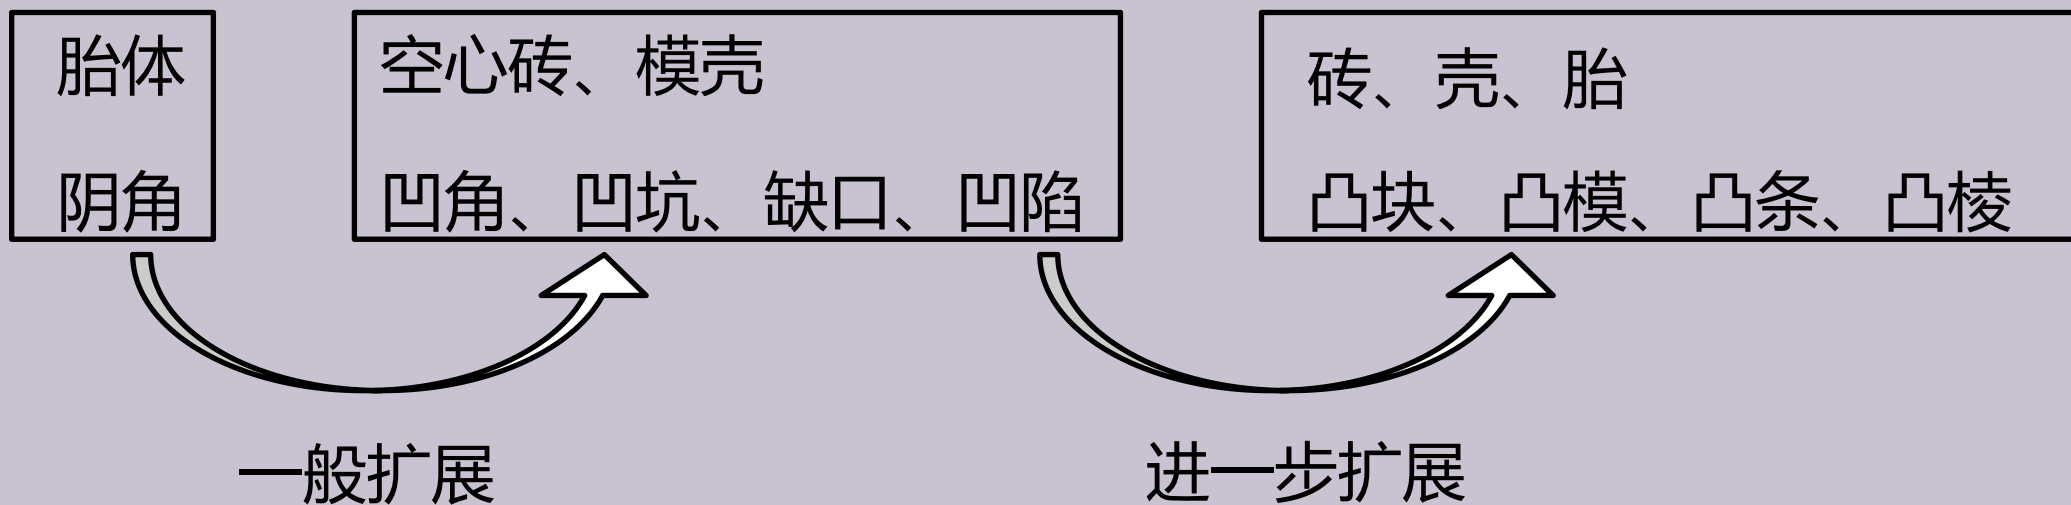 胎体
阴角
空心砖、模壳
凹角、凹坑、缺口、凹陷
砖、壳、胎
凸块、凸模、凸条、凸棱
一般扩展
进一步扩展